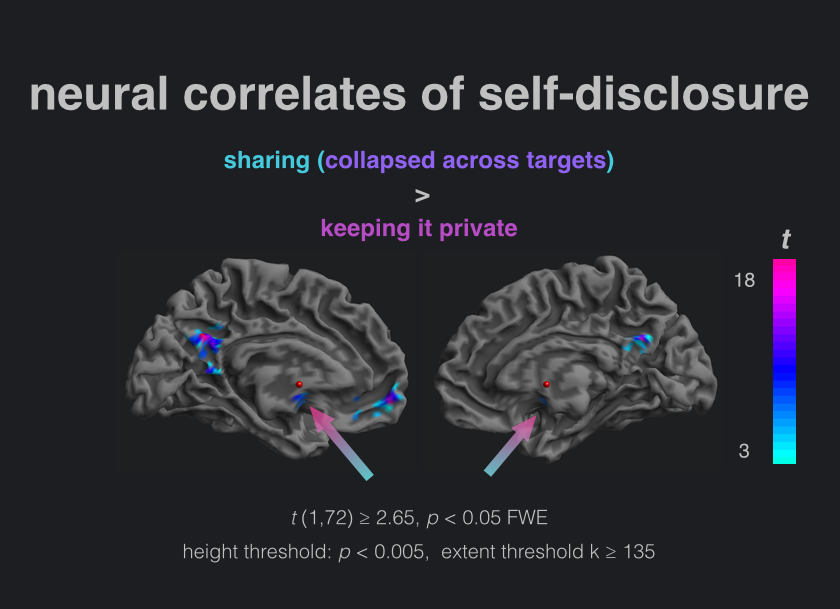 neural correlates of self-disclosure
sharing (collapsed across targets)
>
keeping it private
t
18
3
t (1,72) ≥ 2.65, p < 0.05 FWE
height threshold: p < 0.005, extent threshold k ≥ 135